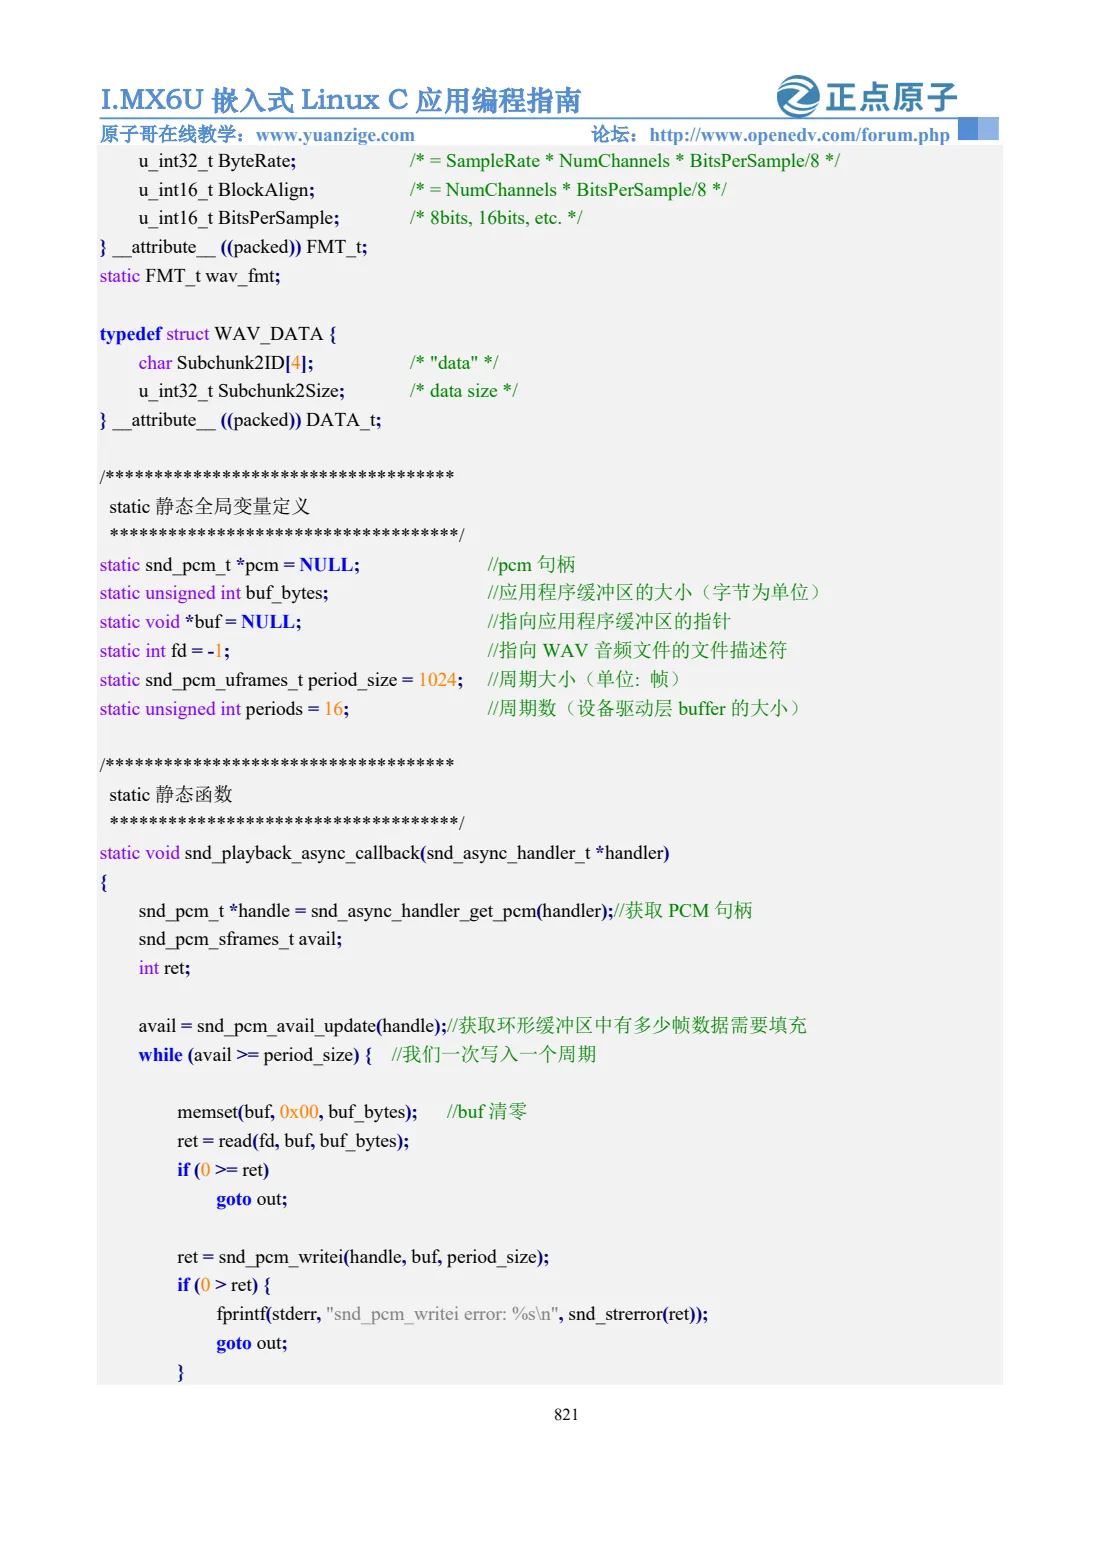 I.MX6U 嵌入式 Linux C 应用编程指南
正点原子
原子哥在线教学：www.yuanzige.com 论坛：http://www.openedv.com/forum.php
u_int32_t ByteRate; /* = SampleRate * NumChannels * BitsPerSample/8 */
u_int16_t BlockAlign; /* = NumChannels * BitsPerSample/8 */
u_int16_t BitsPerSample; /* 8bits, 16bits, etc. */
} __attribute__ ((packed)) FMT_t;
static FMT_t wav_fmt;
typedef struct WAV_DATA {
char Subchunk2ID[4]; /* "data" */
u_int32_t Subchunk2Size; /* data size */
} __attribute__ ((packed)) DATA_t;
/************************************
static 静态全局变量定义
************************************/
static snd_pcm_t *pcm = NULL; //pcm 句柄
static unsigned int buf_bytes; //应用程序缓冲区的大小（字节为单位）
static void *buf = NULL; //指向应用程序缓冲区的指针
static int fd = -1; //指向 WAV 音频文件的文件描述符
static snd_pcm_uframes_t period_size = 1024; //周期大小（单位: 帧）
static unsigned int periods = 16; //周期数（设备驱动层 buffer 的大小）
/************************************
static 静态函数
************************************/
static void snd_playback_async_callback(snd_async_handler_t *handler)
{
snd_pcm_t *handle = snd_async_handler_get_pcm(handler);//获取 PCM 句柄
snd_pcm_sframes_t avail;
int ret;
avail = snd_pcm_avail_update(handle);//获取环形缓冲区中有多少帧数据需要填充
while (avail >= period_size) { //我们一次写入一个周期
memset(buf, 0x00, buf_bytes); //buf 清零
ret = read(fd, buf, buf_bytes);
if (0 >= ret)
goto out;
ret = snd_pcm_writei(handle, buf, period_size);
if (0 > ret) {
fprintf(stderr, "snd_pcm_writei error: %s\n", snd_strerror(ret));
goto out;
}
821